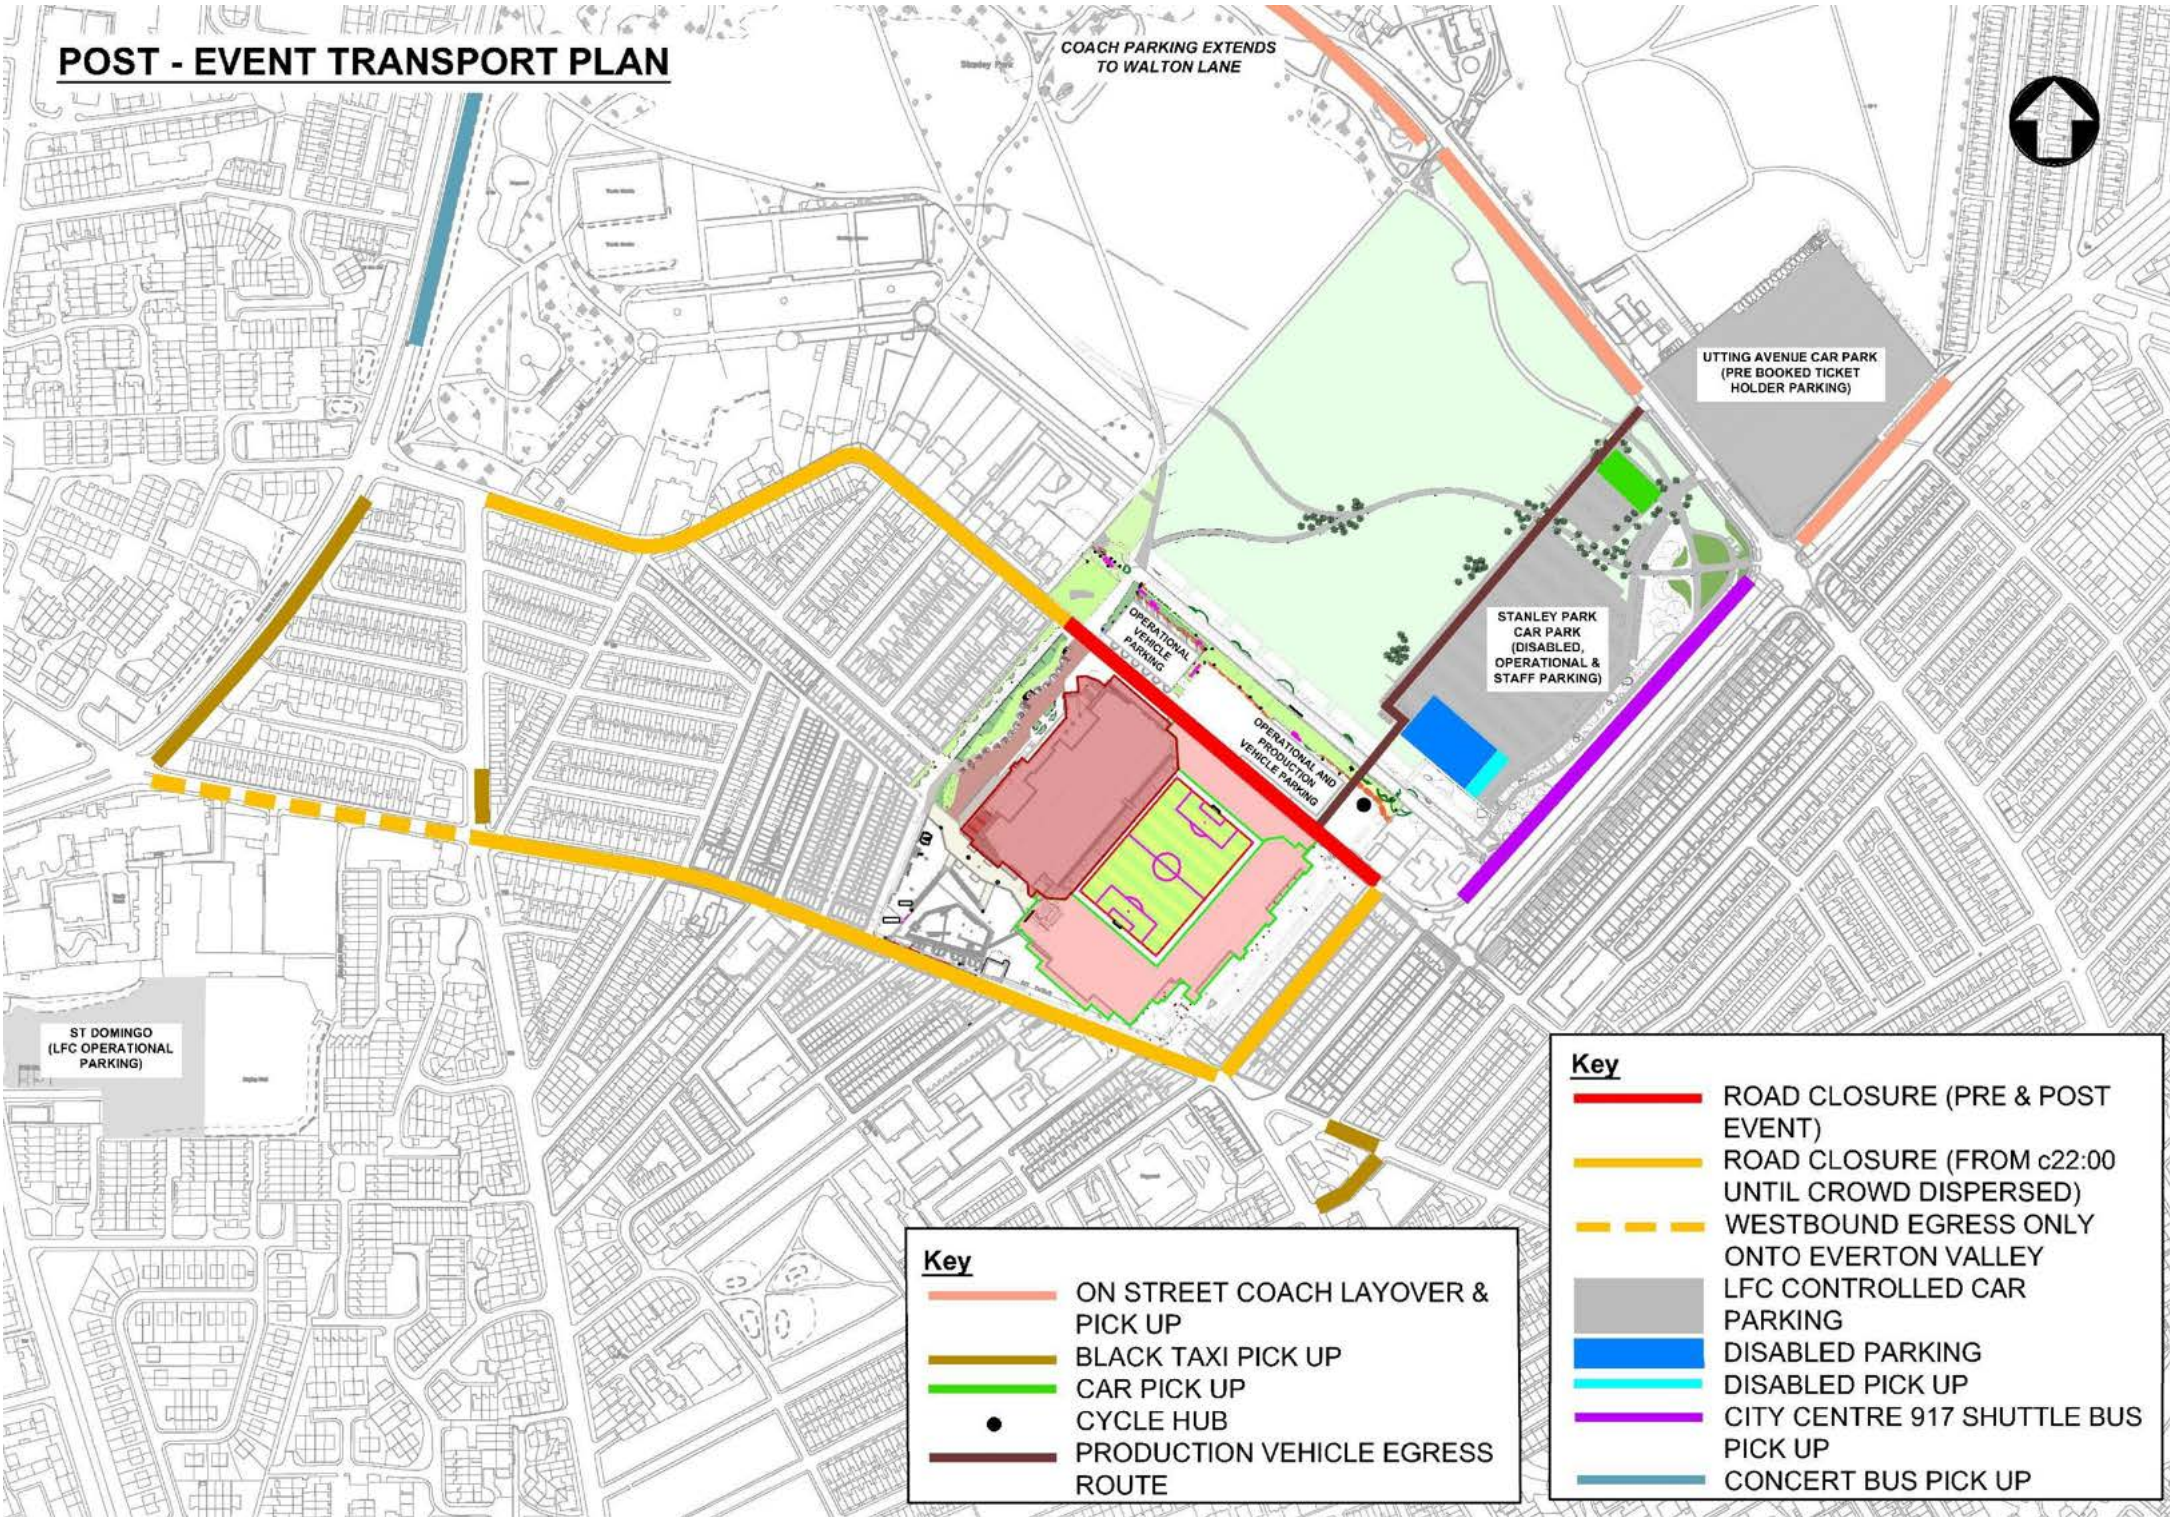 POST - EVENT TRANSPORT PLAN
COACH PARKING EXTENDS
TO WALTON LANE
Stanley Park
UTTING AVENUE CAR PARK
(PRE BOOKED TICKET
HOLDER PARKING)
OPERATIONAL
VEHICLE
PARKING
STANLEY PARK
CAR PARK
(DISABLED,
OPERATIONAL &
STAFF PARKING)
OPERATIONAL AND
PRODUCTION
VEHICLE PARKING
ST DOMINGO
(LFC OPERATIONAL
PARKING)
Key
ON STREET COACH LAYOVER &
PICK UP
BLACK TAXI PICK UP
CAR PICK UP
CYCLE HUB
PRODUCTION VEHICLE EGRESS
ROUTE
Key
ROAD CLOSURE (PRE & POST
EVENT)
ROAD CLOSURE (FROM c22:00
UNTIL CROWD DISPERSED)
WESTBOUND EGRESS ONLY
ONTO EVERTON VALLEY
LFC CONTROLLED CAR
PARKING
DISABLED PARKING
DISABLED PICK UP
CITY CENTRE 917 SHUTTLE BUS
PICK UP
CONCERT BUS PICK UP